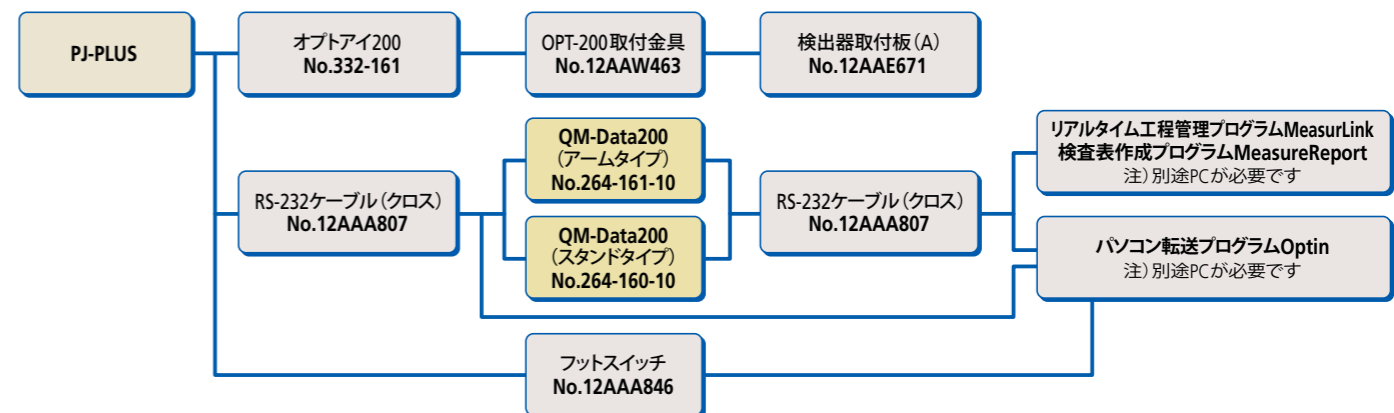 PJ-PLUS
オプトアイ200
No.332-161
OPT-200取付金具
No.12AAW463
検出器取付板(A)
No.12AAE671
RS-232ケーブル(クロス)
No.12AAA807
QM-Data200
(アームタイプ)
No.264-161-10
QM-Data200
(スタンドタイプ)
No.264-160-10
RS-232ケーブル(クロス)
No.12AAA807
リアルタイム工程管理プログラムMeasurLink
検査表作成プログラムMeasureReport
注)別途PCが必要です
パソコン転送プログラムOptin
注)別途PCが必要です
フットスイッチ
No.12AAA846